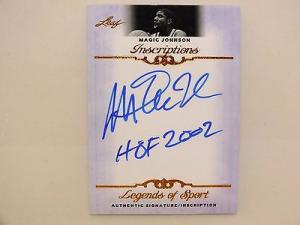 Leaf
MAGIC JOHNSON
Inscriptions
HOF 2002
Legends of Sport
AUTHENTIC SIGNATURE/INSCRIPTION